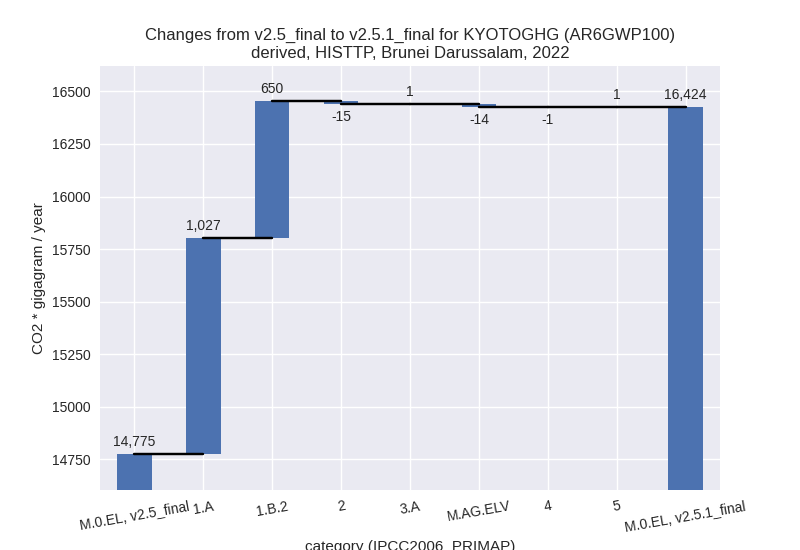 Changes from v2.5_final to v2.5.1_final for KYOTOGHG (AR6GWP100)
derived, HISTTP, Brunei Darussalam, 2022
CO2 * gigagram / year
16500
16250
16000
15750
15500
15250
15000
14750
14,775
1,027
650
-15
1
-14
-1
1
16,424
M.0.EL, v2.5_final
1.A
1.B.2
2
3.A
M.AG.ELV
4
5
M.0.EL, v2.5.1_final
category (IPCC2006_PRIMAP)